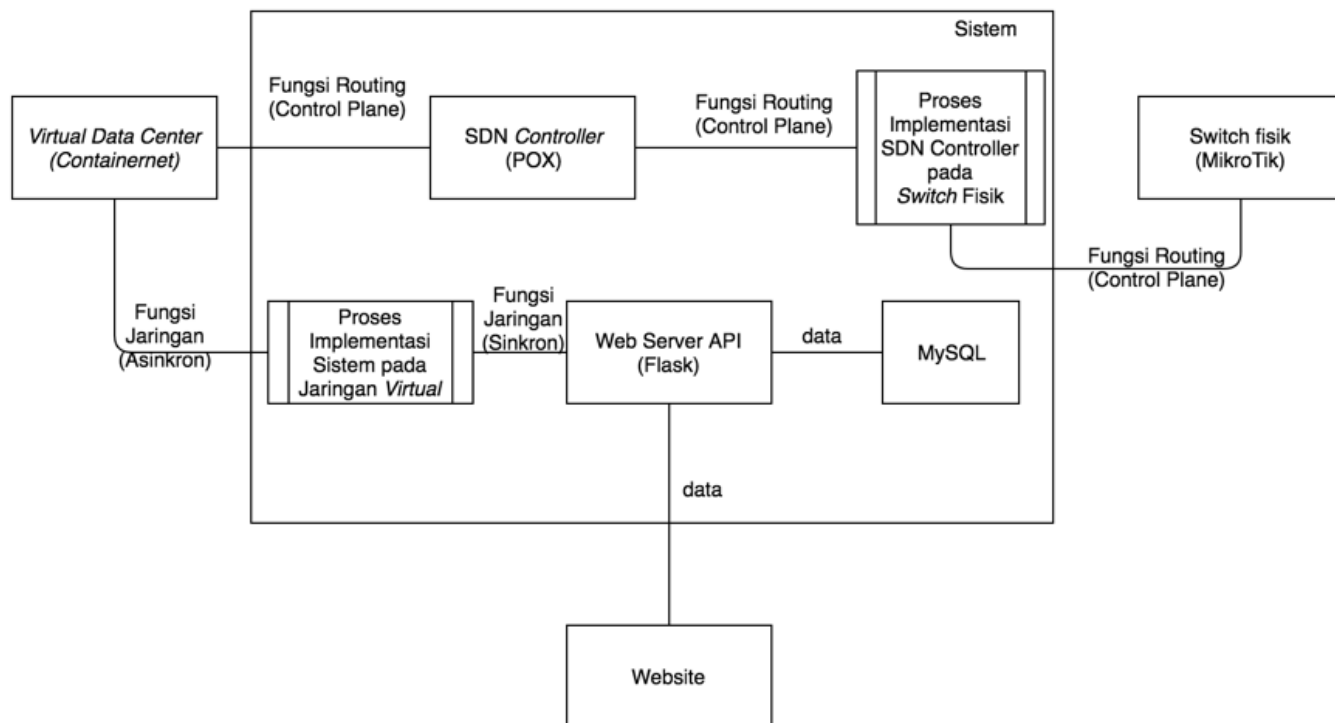 Sistem
Fungsi Routing
(Control Plane)
Virtual Data Center
(Containernet)
SDN Controller
(POX)
Fungsi Routing
(Control Plane)
Proses
Implementasi
SDN Controller
pada
Switch Fisik
Switch fisik
(MikroTik)
Fungsi Routing
(Control Plane)
Fungsi
Jaringan
(Asinkron)
Proses
Implementasi
Sistem pada
Jaringan Virtual
Fungsi
Jaringan
(Sinkron)
Web Server API
(Flask)
data
MySQL
data
Website